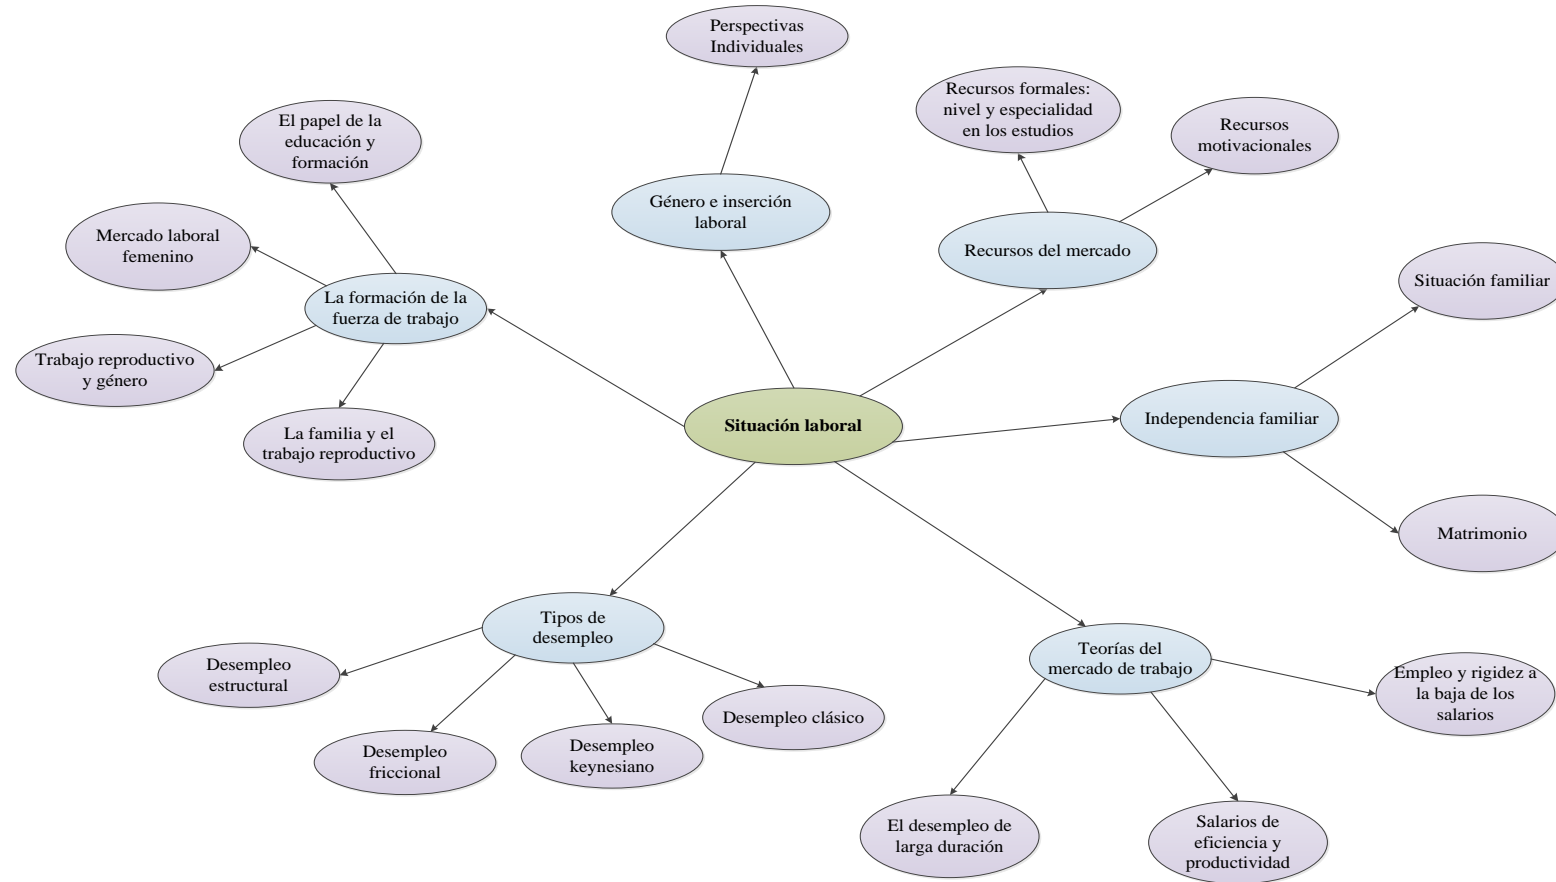 Perspectivas
Individuales
Recursos formales:
nivel y especialidad
en los estudios
Recursos
motivacionales
El papel de la
educación y
formación
Género e inserción
laboral
Recursos del mercado
Mercado laboral
femenino
Situación familiar
La formación de la
fuerza de trabajo
Trabajo reproductivo
y género
La familia y el
trabajo reproductivo
Situación laboral
Independencia familiar
Matrimonio
Tipos de
desempleo
Teorías del
mercado de trabajo
Desempleo
estructural
Desempleo
friccional
Desempleo
keynesiano
Desempleo clásico
Empleo y rigidez a
la baja de los
salarios
El desempleo de
larga duración
Salarios de
eficiencia y
productividad